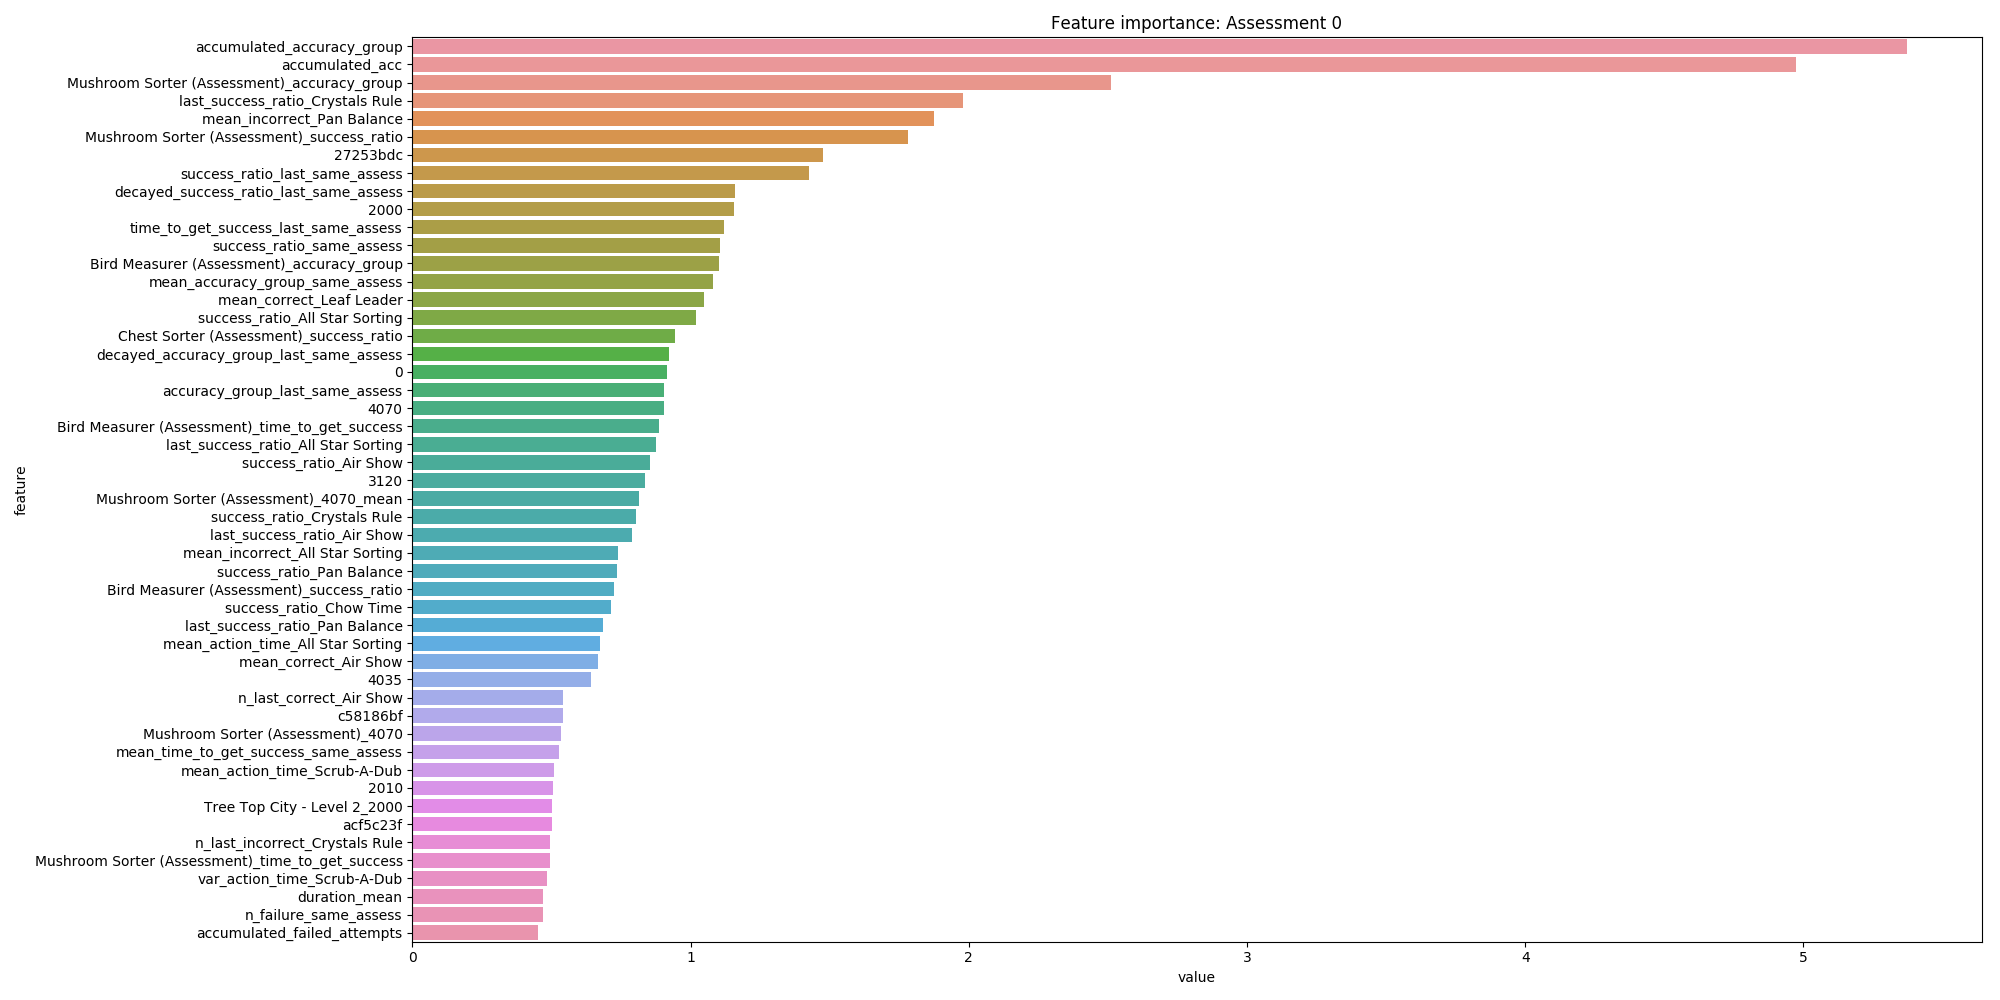 Feature importance: Assessment 0
feature
accumulated_accuracy_group
accumulated_acc
Mushroom Sorter (Assessment)_accuracy_group
last_success_ratio_Crystals Rule
mean_incorrect_Pan Balance
Mushroom Sorter (Assessment)_success_ratio
27253bdc
success_ratio_last_same_assess
decayed_success_ratio_last_same_assess
2000
time_to_get_success_last_same_assess
success_ratio_same_assess
Bird Measurer (Assessment)_accuracy_group
mean_accuracy_group_same_assess
mean_correct_Leaf Leader
success_ratio_All Star Sorting
Chest Sorter (Assessment)_success_ratio
decayed_accuracy_group_last_same_assess
0
accuracy_group_last_same_assess
4070
Bird Measurer (Assessment)_time_to_get_success
last_success_ratio_All Star Sorting
success_ratio_Air Show
3120
Mushroom Sorter (Assessment)_4070_mean
success_ratio_Crystals Rule
last_success_ratio_Air Show
mean_incorrect_All Star Sorting
success_ratio_Pan Balance
Bird Measurer (Assessment)_success_ratio
success_ratio_Chow Time
last_success_ratio_Pan Balance
mean_action_time_All Star Sorting
mean_correct_Air Show
4035
n_last_correct_Air Show
c58186bf
Mushroom Sorter (Assessment)_4070
mean_time_to_get_success_same_assess
mean_action_time_Scrub-A-Dub
2010
Tree Top City - Level 2_2000
acf5c23f
n_last_incorrect_Crystals Rule
Mushroom Sorter (Assessment)_time_to_get_success
var_action_time_Scrub-A-Dub
duration_mean
n_failure_same_assess
accumulated_failed_attempts
0 1 2 3 4 5
value